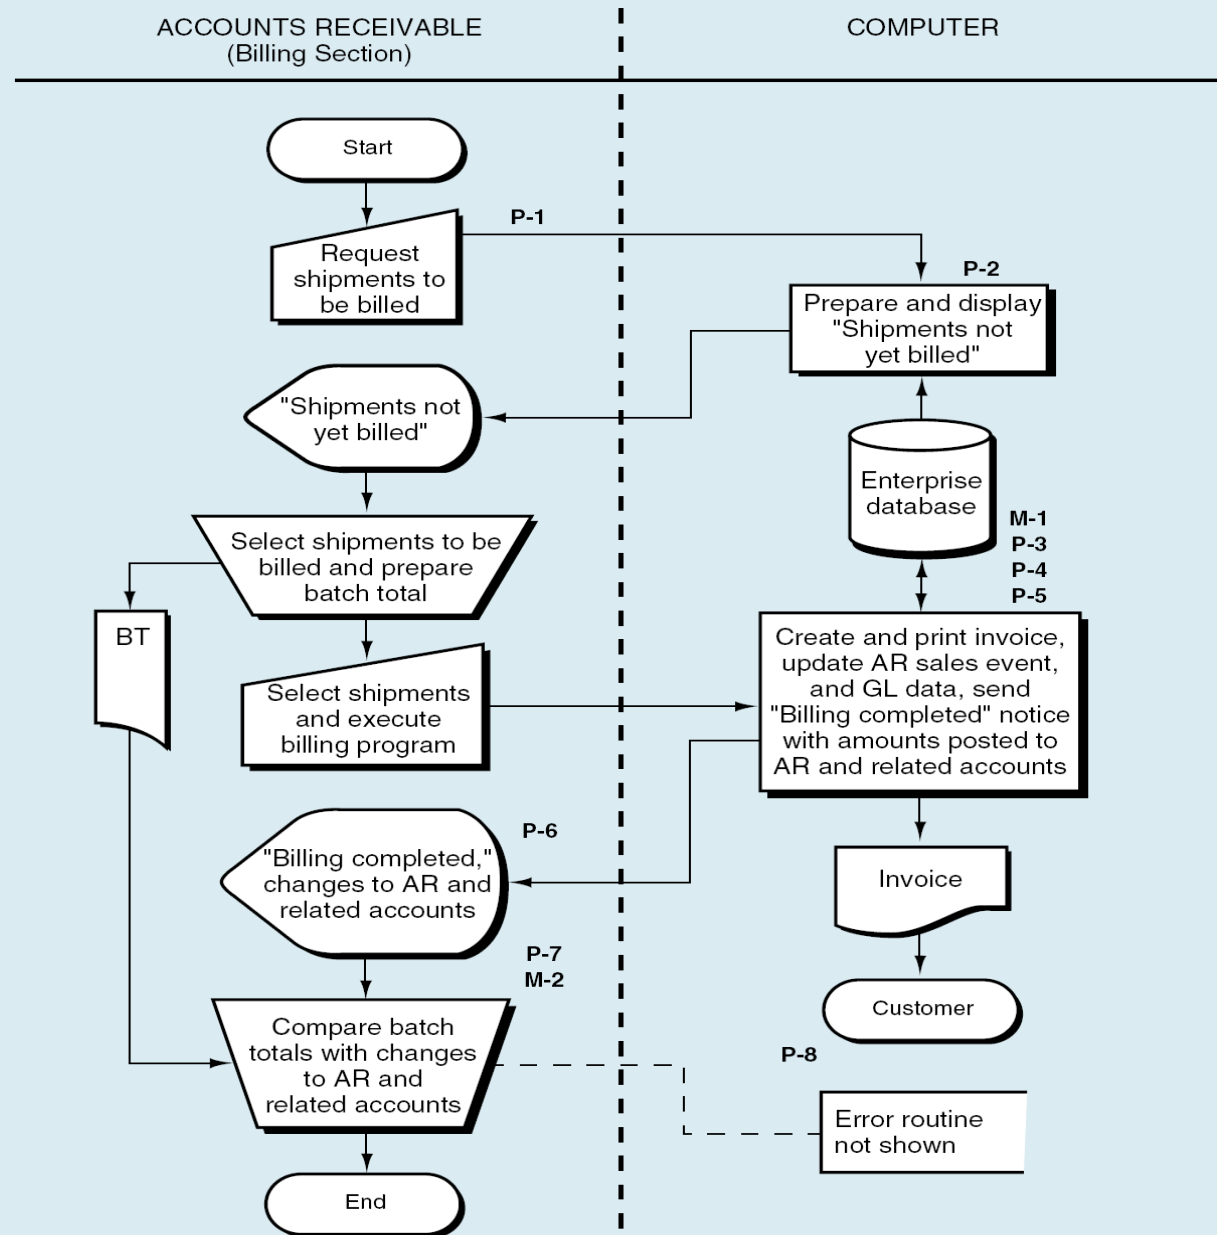 ACCOUNTS RECEIVABLE
(Billing Section)
COMPUTER
Start
P-1
Request
shipments to
be billed
P-2
Prepare and display
"Shipments not
yet billed"
"Shipments not
yet billed"
Enterprise
database
M-1
P-3
P-4
P-5
Select shipments to be
billed and prepare
batch total
BT
Select shipments
and execute
billing program
Create and print invoice,
update AR sales event,
and GL data, send
"Billing completed" notice
with amounts posted to
AR and related accounts
P-6
"Billing completed,"
changes to AR and
related accounts
Invoice
P-7
M-2
Customer
Compare batch
totals with changes
to AR and
related accounts
P-8
Error routine
not shown
End